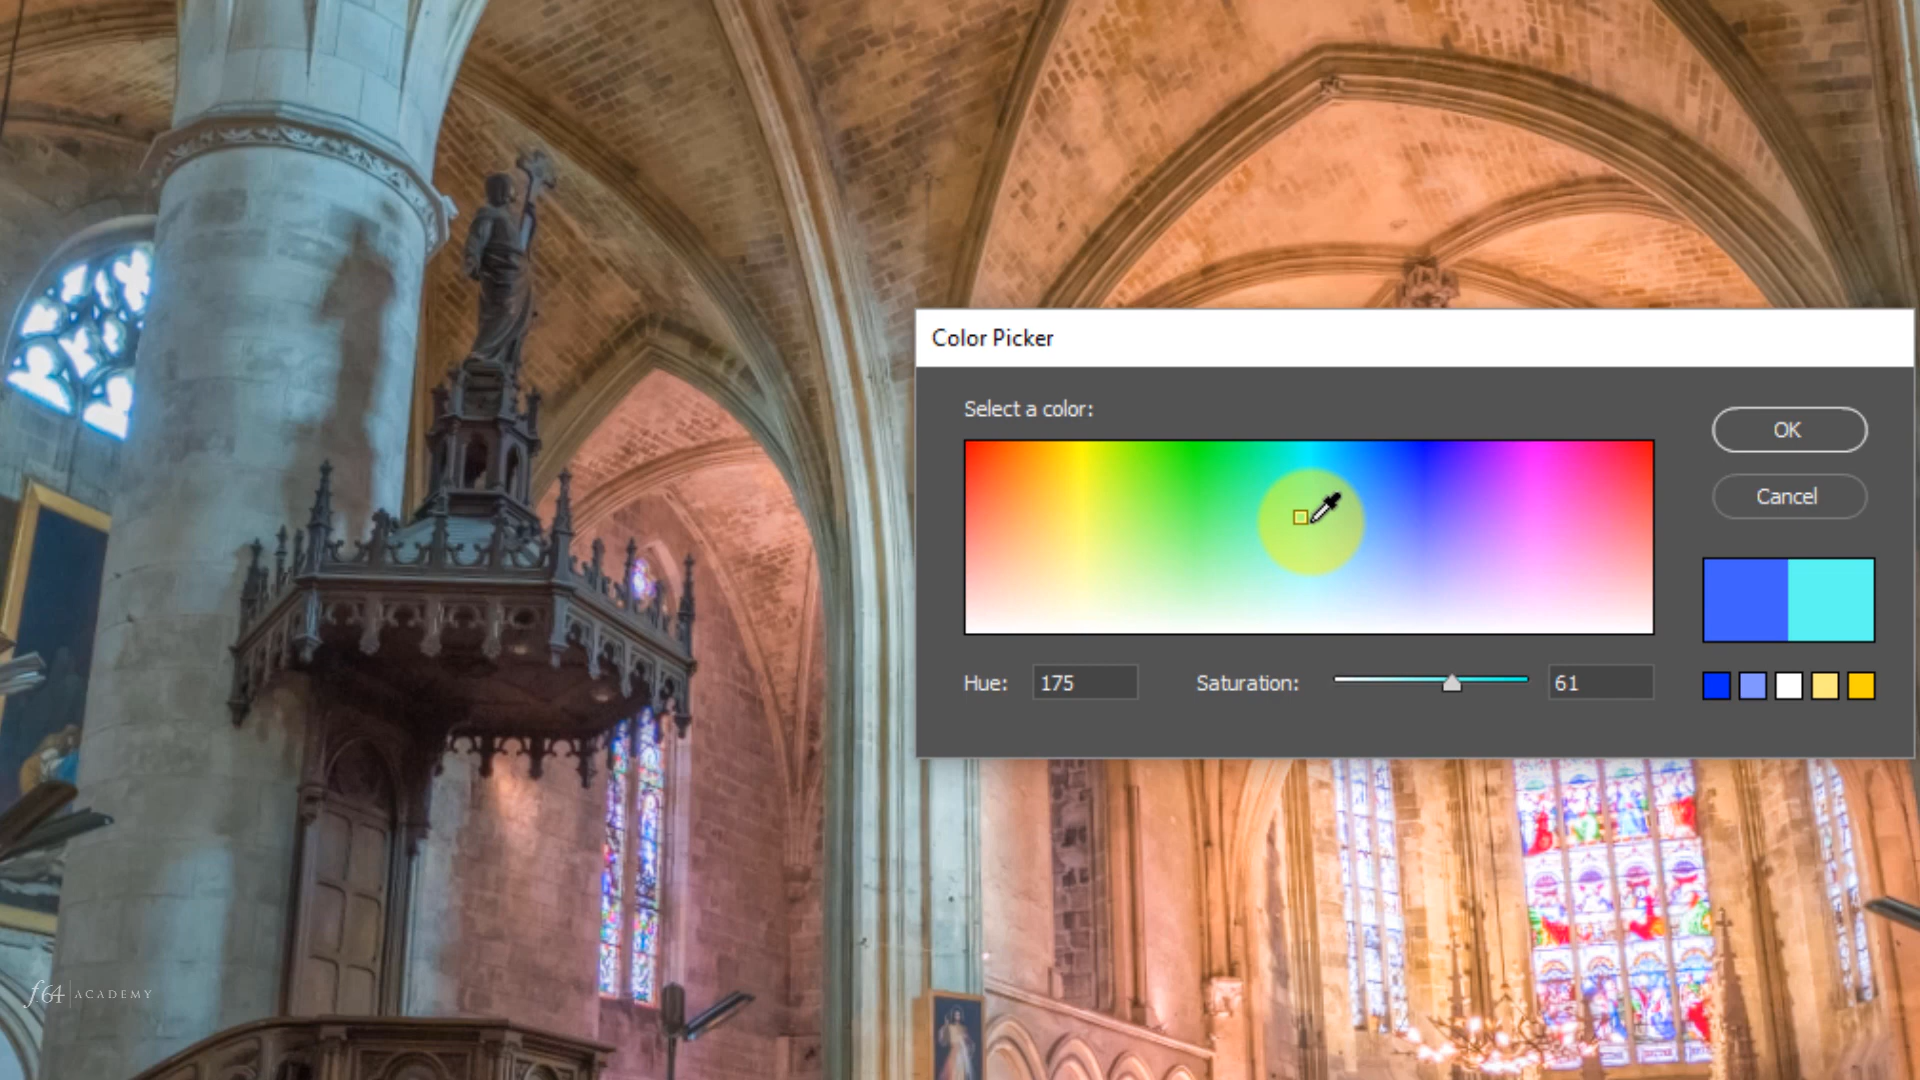 Color Picker
Select a color:
OK
Cancel
Hue: 175 Saturation: 61
f64 ACADEMY